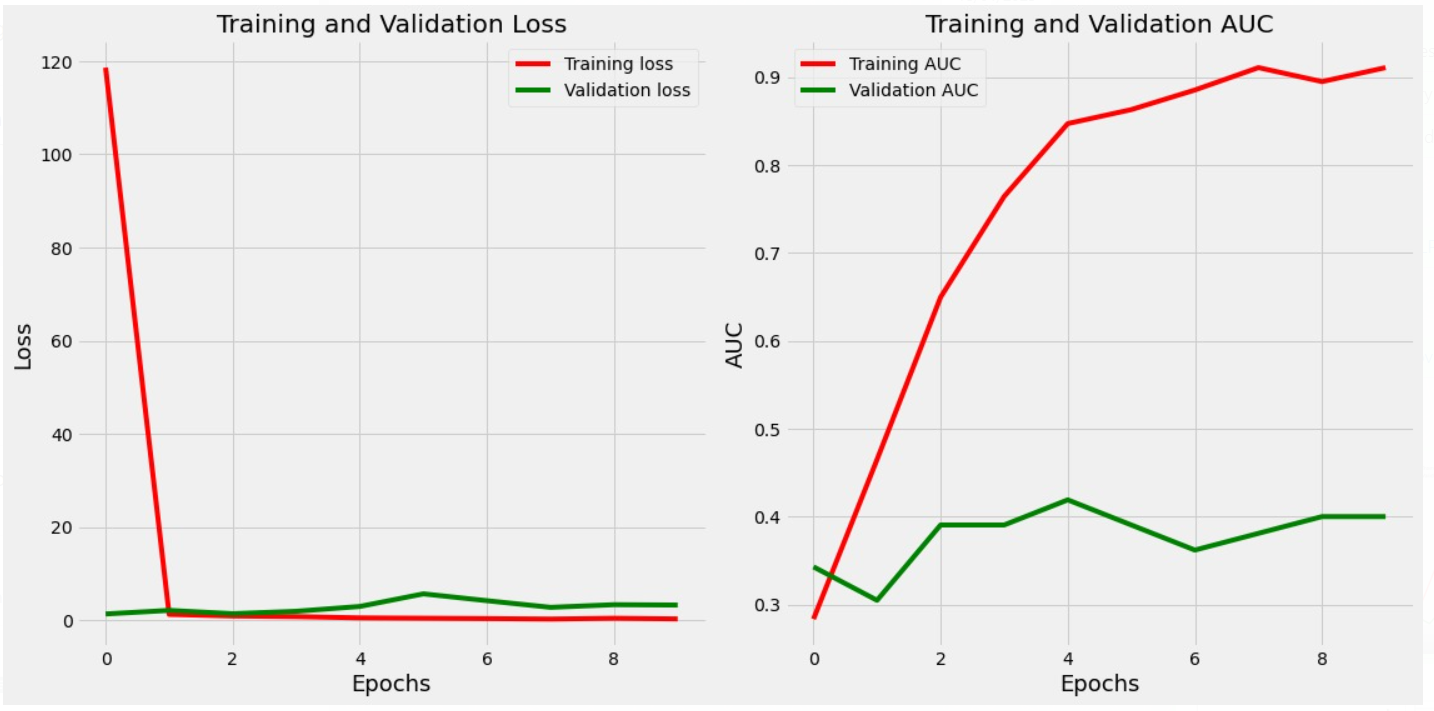 Training and Validation Loss
Training loss
Validation loss
120
100
80
60
40
20
0
Loss
0 2 4 6 8
Epochs
Training and Validation AUC
Training AUC
Validation AUC
0.9
0.8
0.7
0.6
0.5
0.4
0.3
AUC
0 2 4 6 8
Epochs